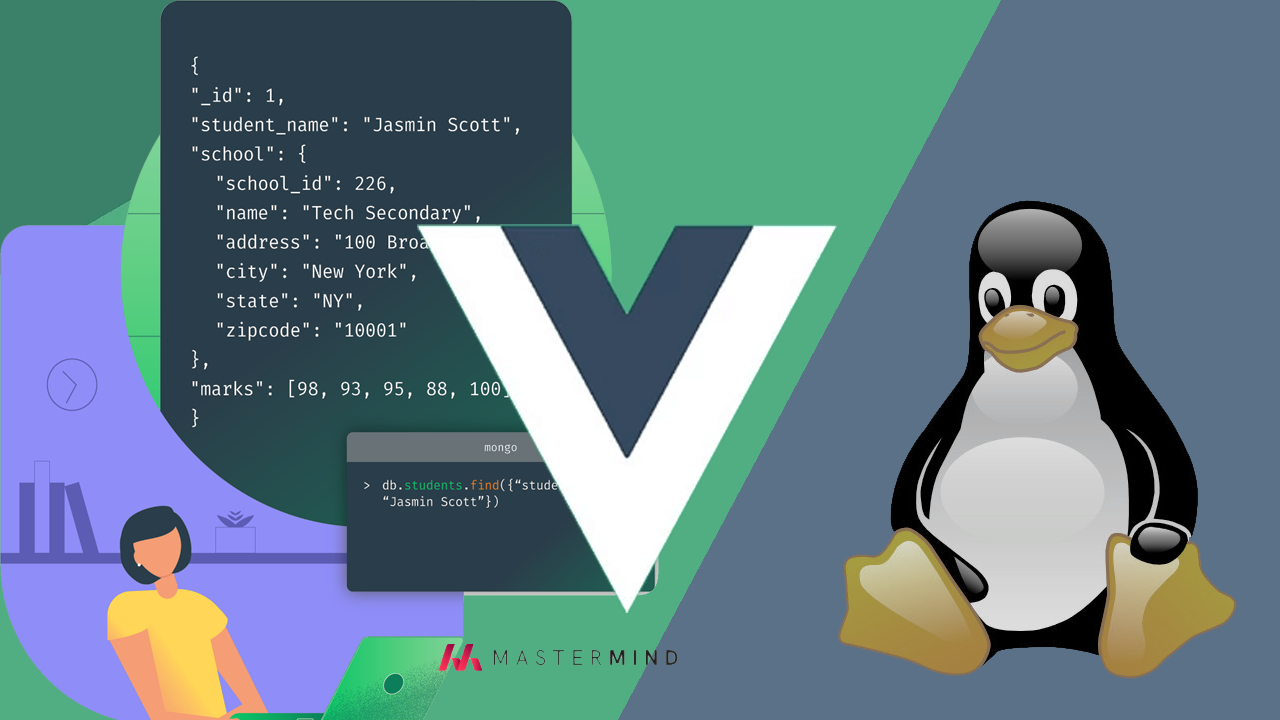 {
"_id": 1,
"student_name": "Jasmin Scott",
"school": {
"school_id": 226,
"name": "Tech Secondary",
"address": "100
"city": "New York",
"state": "NY",
"zipcode": "10001"
},
"marks": [98, 93, 95, 88, 100]
}
mongo
> db.students.find({“stude
“Jasmin Scott”})
MASTERMIND